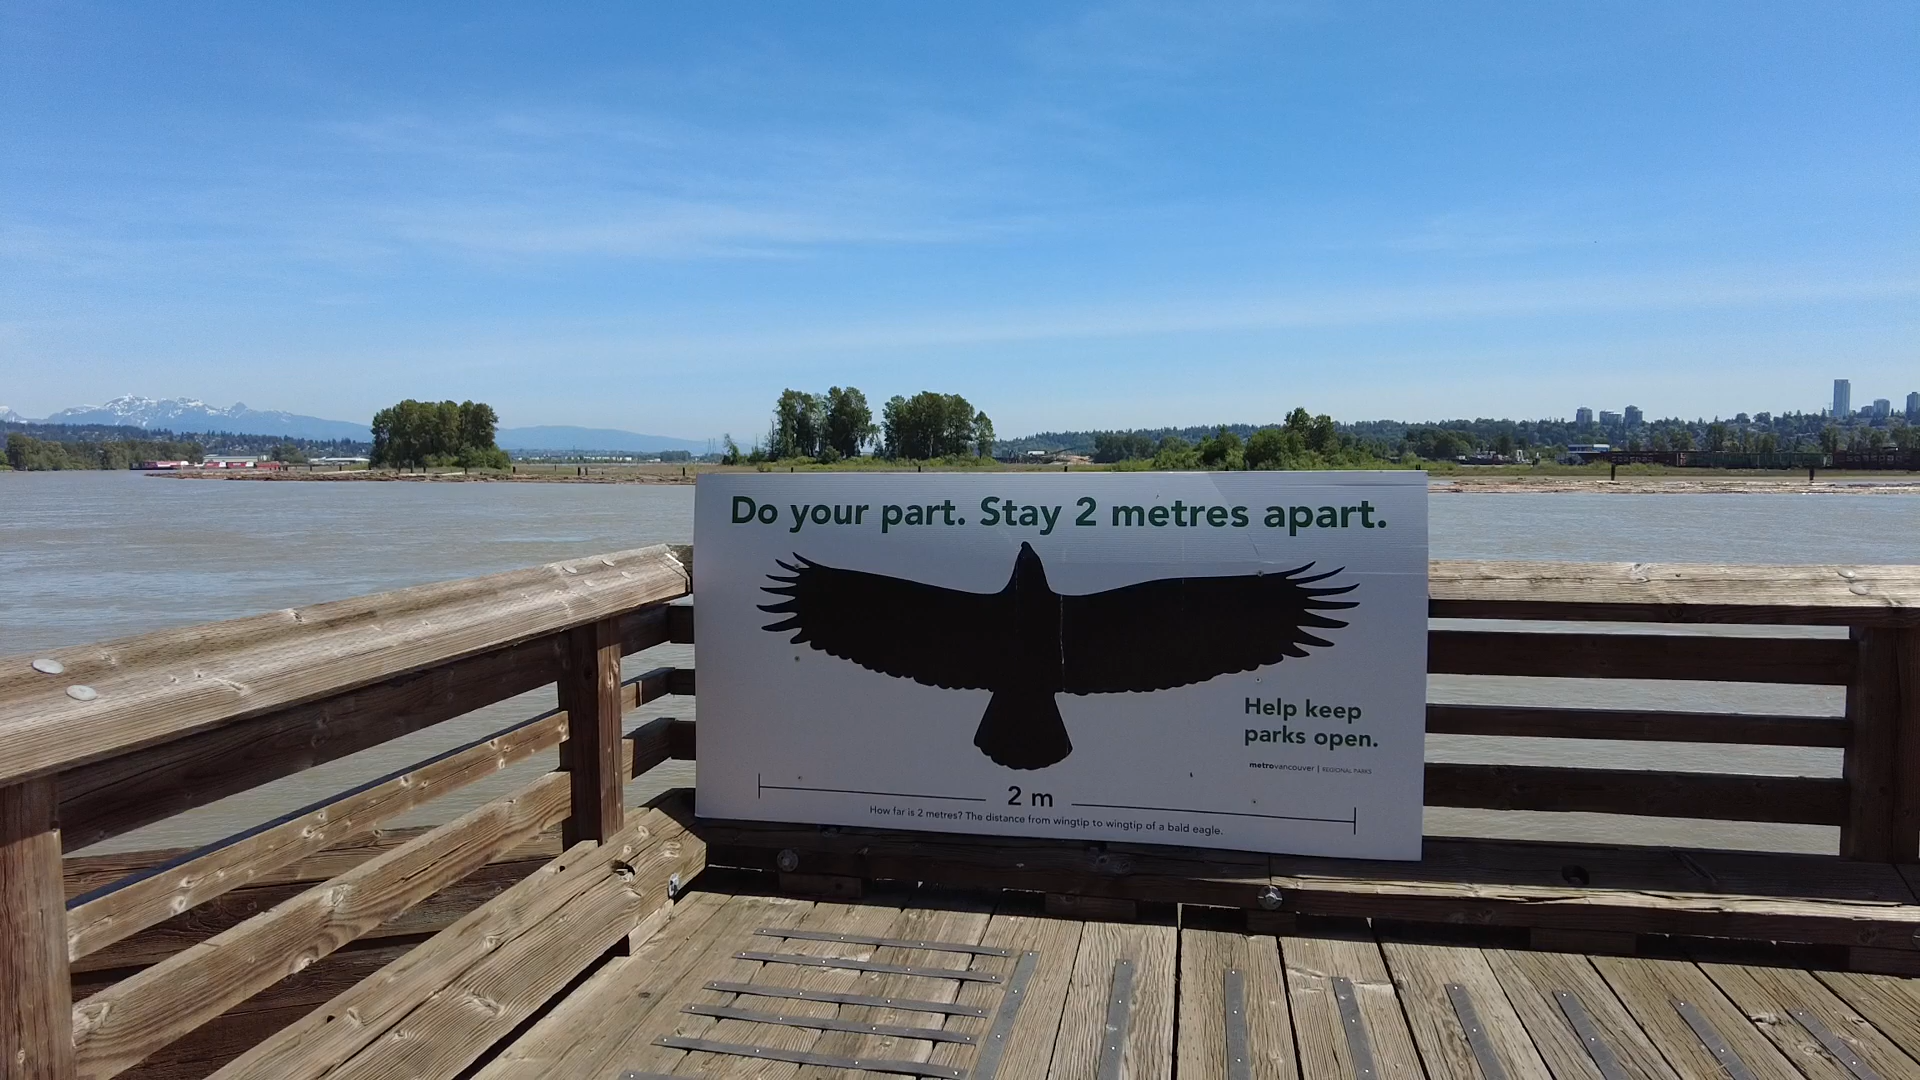 Do your part. Stay 2 metres apart.
Help keep
parks open.
metrovancouver | REGIONAL PARKS
2 m
How far is 2 metres? The distance from wingtip to wingtip of a bald eagle.